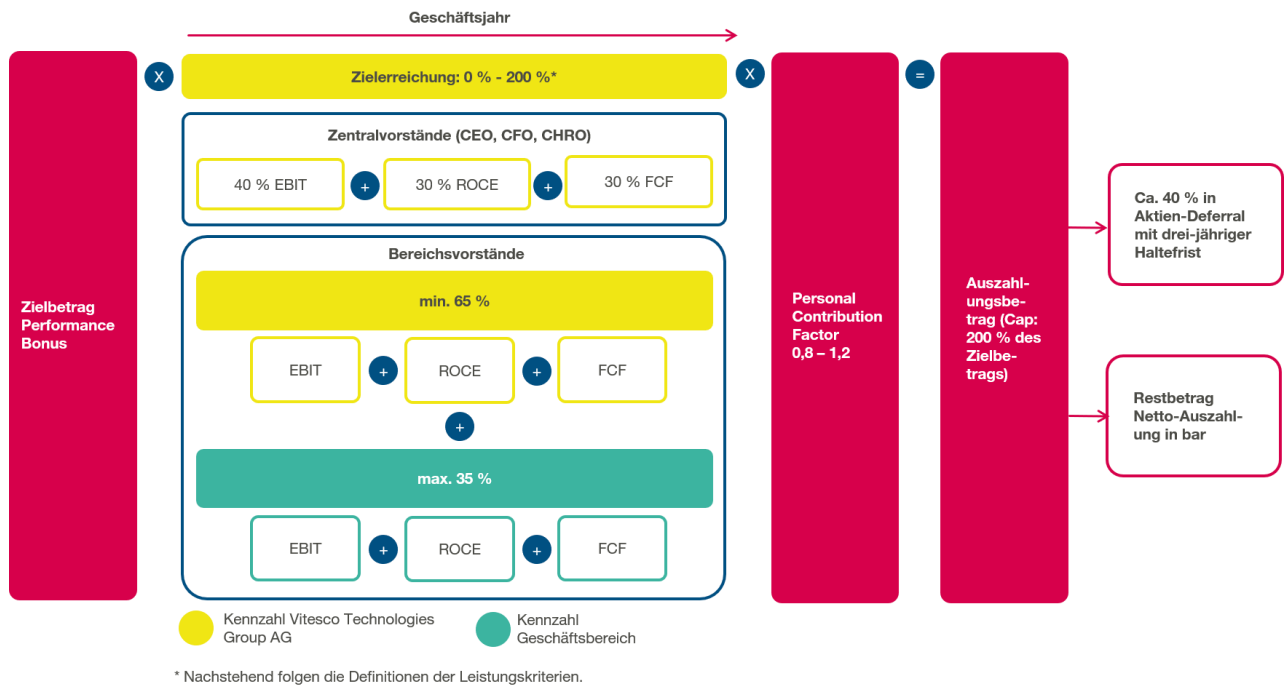 Geschäftsjahr
Zielbetrag
Performance
Bonus
X
Zielerreichung: 0 % - 200 %*
Zentralvorstände (CEO, CFO, CHRO)
40 % EBIT
+
30 % ROCE
+
30 % FCF
Bereichsvorstände
min. 65 %
EBIT
+
ROCE
+
FCF
+
max. 35 %
EBIT
+
ROCE
+
FCF
X
Personal
Contribution
Factor
0,8 – 1,2
=
Auszahl-
ungsbe-
trag (Cap:
200 % des
Zielbe-
trags)
Ca. 40 % in
Aktien-Deferral
mit drei-jähriger
Haltefrist
Restbetrag
Netto-Auszahl-
ung in bar
Kennzahl Vitesco Technologies
Group AG
Kennzahl
Geschäftsbereich
* Nachstehend folgen die Definitionen der Leistungskriterien.